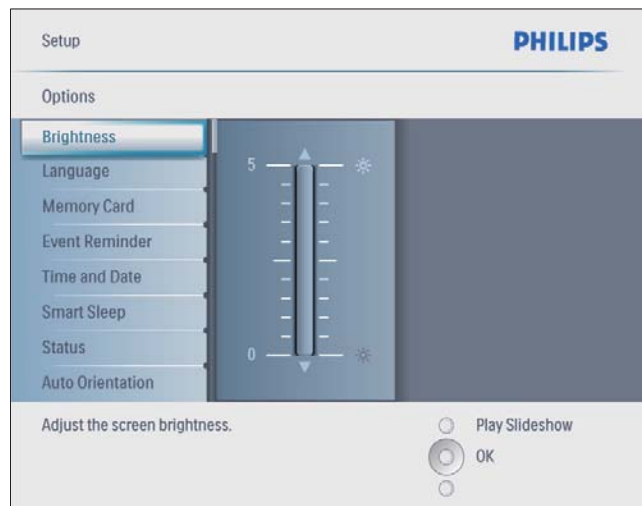 Setup
PHILIPS
Options
Brightness
Language
Memory Card
Event Reminder
Time and Date
Smart Sleep
Status
Auto Orientation
5
0
Adjust the screen brightness.
Play Slideshow
OK